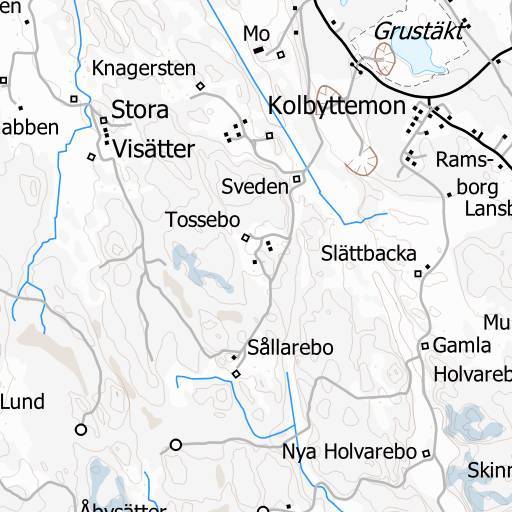 en
Grustäkt
Mo
Knagersten
Stora
Visätter
Kolbyttemon
abben
Rams-
borg
Sveden
Lansb
Tossebo
Slättbacka
Mu
Sållarebo
Gamla
Holvareb
Lund
Nya Holvarebo
Skinn
Åbysätter